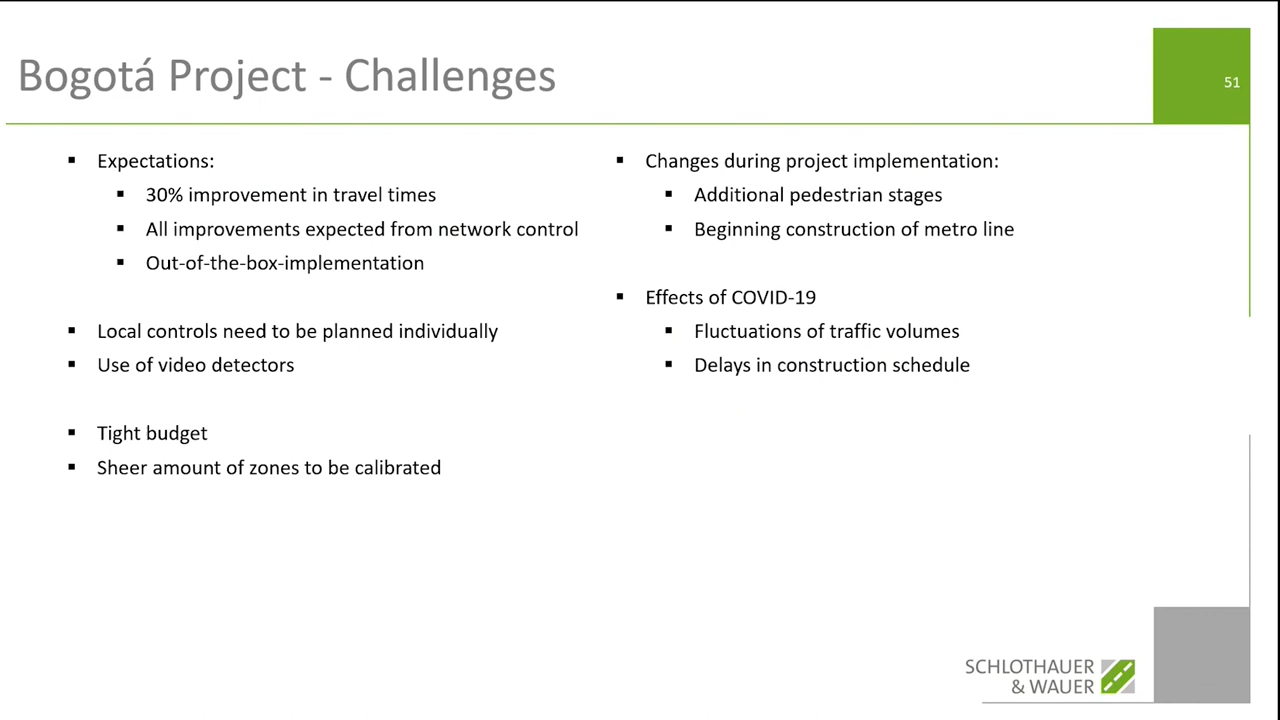 Bogotá Project - Challenges
51
▪ Expectations:
▪ 30% improvement in travel times
▪ All improvements expected from network control
▪ Out-of-the-box-implementation
▪ Local controls need to be planned individually
▪ Use of video detectors
▪ Tight budget
▪ Sheer amount of zones to be calibrated
▪ Changes during project implementation:
▪ Additional pedestrian stages
▪ Beginning construction of metro line
▪ Effects of COVID-19
▪ Fluctuations of traffic volumes
▪ Delays in construction schedule
SCHLOTHAUER
& WAUER